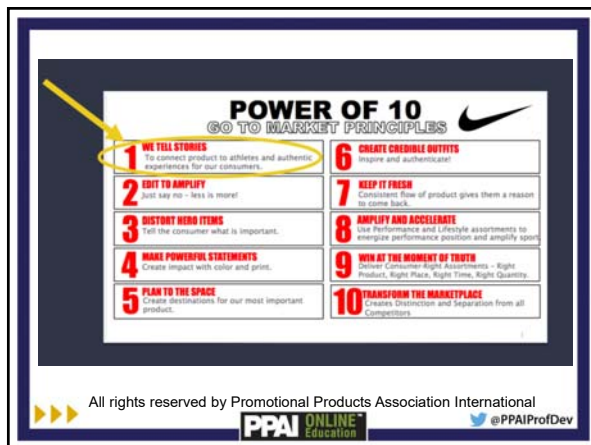 POWER OF 10
GO TO MARKET PRINCIPLES
1 WE TELL STORIES
To connect product to athletes and authentic
experiences for our consumers.
2 EDIT TO AMPLIFY
Just say no – less is more!
3 DISTORT HERO ITEMS
Tell the consumer what is important.
4 MAKE POWERFUL STATEMENTS
Create impact with color and print.
5 PLAN TO THE SPACE
Create destinations for our most important
product.
6 CREATE CREDIBLE OUTFITS
Inspire and authenticate!
7 KEEP IT FRESH
Consistent flow of product gives them a reason
to come back.
8 AMPLIFY AND ACCELERATE
Use Performance and Lifestyle assortments to
energize performance position and amplify sport
9 WIN AT THE MOMENT OF TRUTH
Deliver Consumer-Right Assortments – Right
Product, Right Place, Right Time, Right Quantity.
10 TRANSFORM THE MARKETPLACE
Creates Distinction and Separation from all
Competitors
All rights reserved by Promotional Products Association International
PPAI ONLINE™
Education
@PPAIProfDev